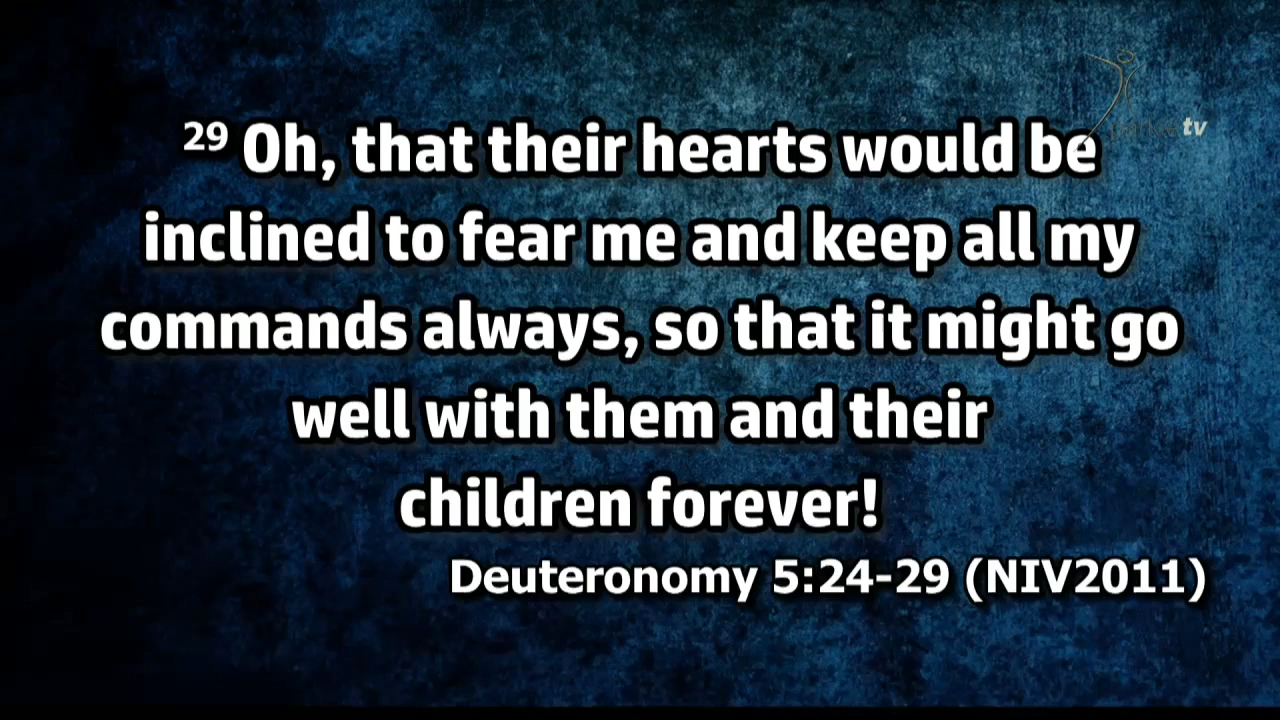 29 Oh, that their hearts would be
inclined to fear me and keep all my
commands always, so that it might go
well with them and their
children forever!
Deuteronomy 5:24-29 (NIV2011)
tv